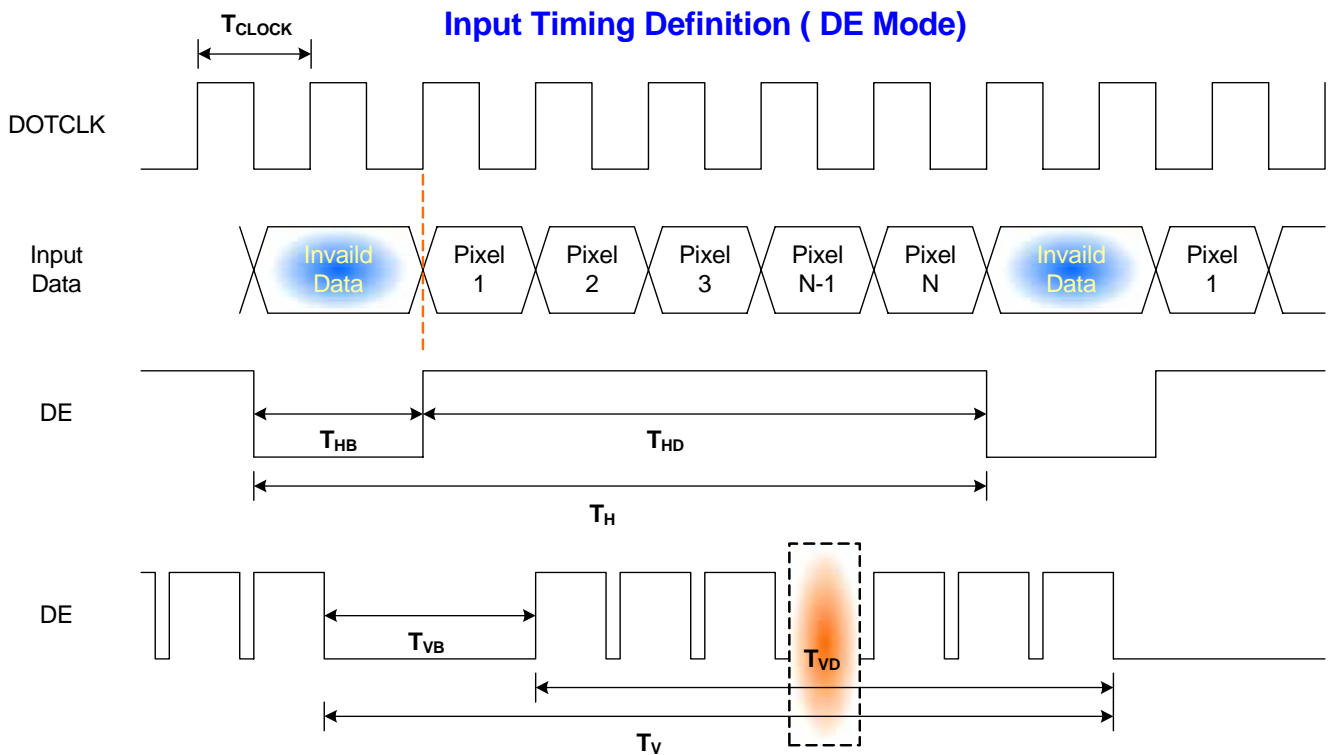 Input Timing Definition ( DE Mode)
TCLOCK
DOTCLK
Input
Data
Invaild
Data
Pixel
1
Pixel
2
Pixel
3
Pixel
N-1
Pixel
N
Invaild
Data
Pixel
1
DE
THB
THD
TH
DE
TVB
TVD
TV